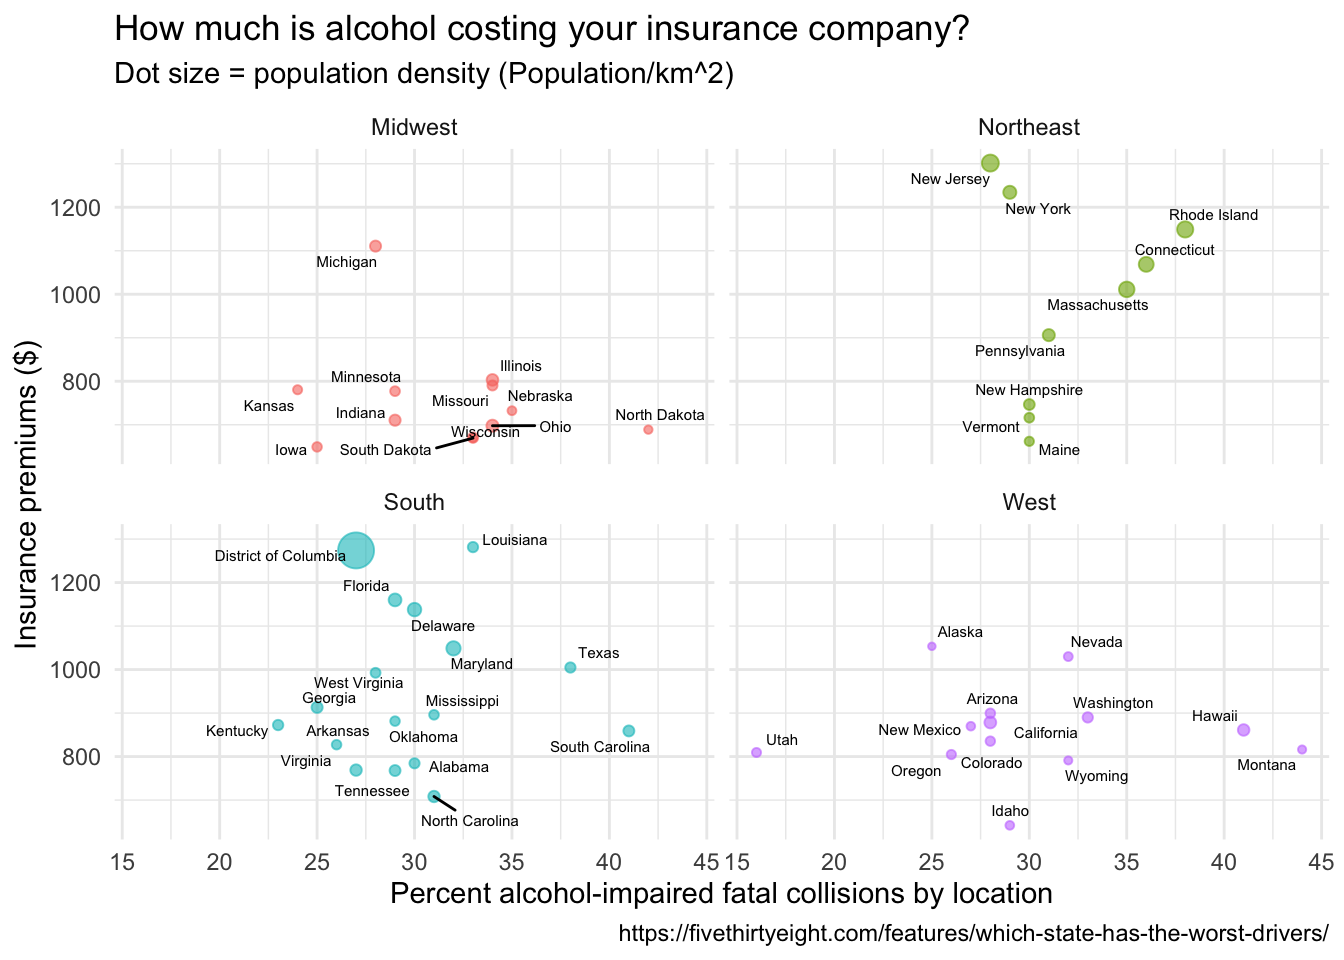 How much is alcohol costing your insurance company?
Dot size = population density (Population/km^2)
Midwest
Northeast
New Jersey
New York
1200
Rhode Island
Connecticut
Michigan
1000
Massachusetts
Pennsylvania
Illinois
800
Minnesota
Kansas
Missouri
Nebraska
Indiana
North Dakota
Wisconsin
Ohio
Iowa
South Dakota
New Hampshire
Vermont
Maine
Insurance premiums ($)
South
West
Louisiana
District of Columbia
1200
Florida
Delaware
Maryland
Texas
1000
West Virginia
Georgia
Mississippi
Kentucky
Arkansas
Oklahoma
South Carolina
Virginia
800
Alabama
Tennessee
North Carolina
Alaska
Nevada
Arizona
Washington
Hawaii
New Mexico
California
Utah
Oregon
Colorado
Montana
Wyoming
Idaho
15 20 25 30 35 40 45 15 20 25 30 35 40 45
Percent alcohol-impaired fatal collisions by location
https://fivethirtyeight.com/features/which-state-has-the-worst-drivers/